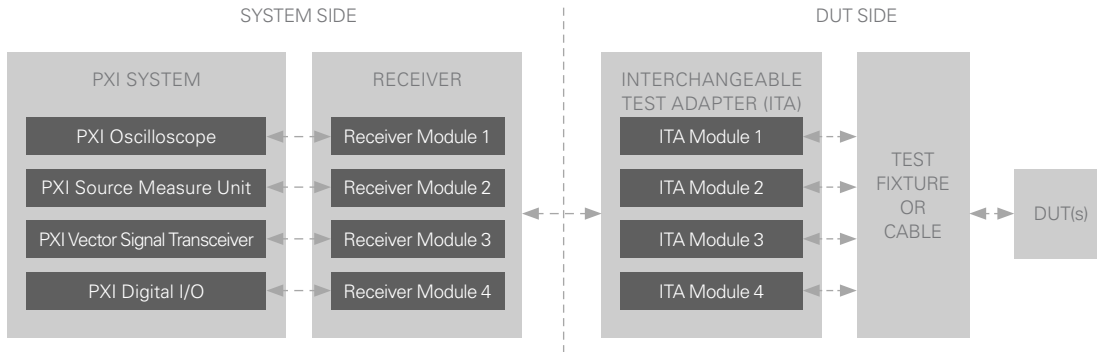 SYSTEM SIDE
DUT SIDE
PXI SYSTEM
PXI Oscilloscope
PXI Source Measure Unit
PXI Vector Signal Transceiver
PXI Digital I/O
RECEIVER
Receiver Module 1
Receiver Module 2
Receiver Module 3
Receiver Module 4
INTERCHANGEABLE
TEST ADAPTER (ITA)
ITA Module 1
ITA Module 2
ITA Module 3
ITA Module 4
TEST
FIXTURE
OR
CABLE
DUT(s)